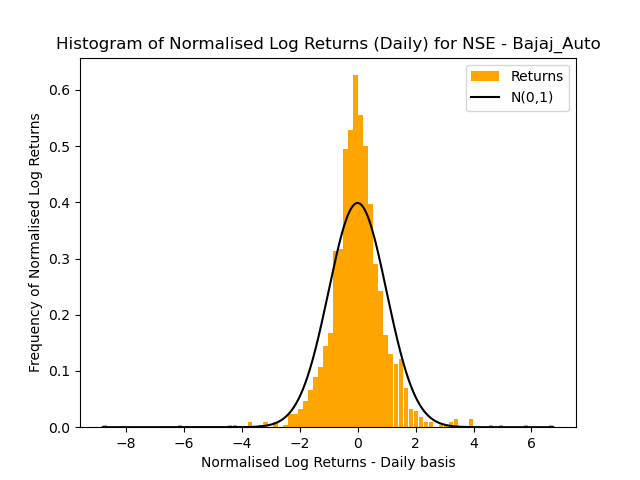 Histogram of Normalised Log Returns (Daily) for NSE - Bajaj_Auto
Returns
N(0,1)
Frequency of Normalised Log Returns
0.6
0.5
0.4
0.3
0.2
0.1
0.0
−8 −6 −4 −2 0 2 4 6
Normalised Log Returns - Daily basis